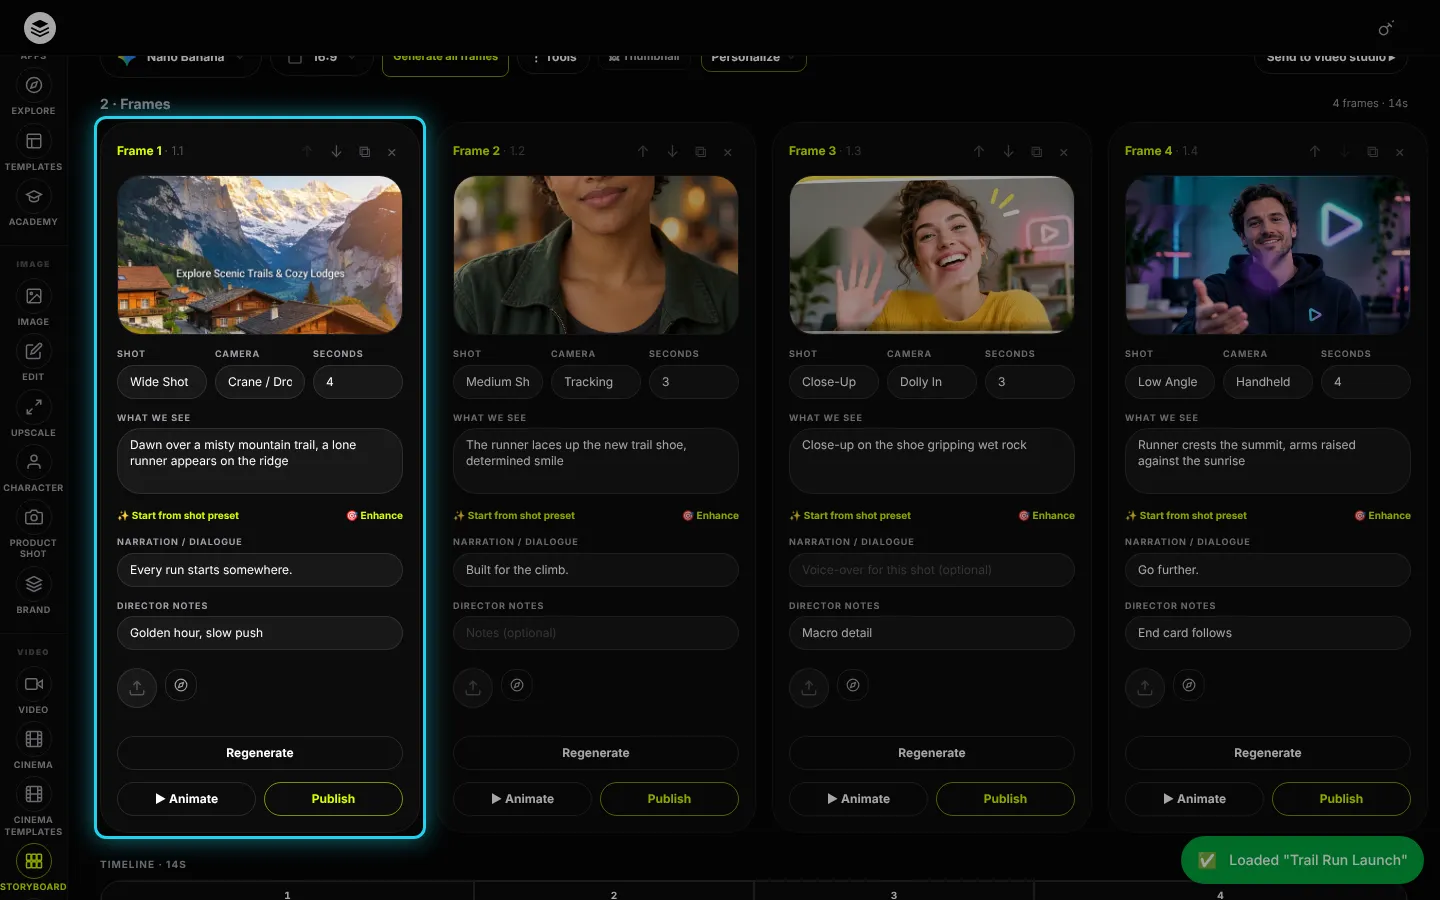 Nano Banana
16:9
Generate all frames
Tools
Thumbnail
Personalize
Send to video studio ▸
APPS
EXPLORE
TEMPLATES
ACADEMY
IMAGE
IMAGE
EDIT
UPSCALE
CHARACTER
PRODUCT
SHOT
BRAND
VIDEO
VIDEO
CINEMA
CINEMA
TEMPLATES
STORYBOARD
2 · Frames
4 frames · 14s
Frame 1 · 1.1
Explore Scenic Trails & Cozy Lodges
SHOT
CAMERA
SECONDS
Wide Shot
Crane / Drc
4
WHAT WE SEE
Dawn over a misty mountain trail, a lone
runner appears on the ridge
✨ Start from shot preset
🎯 Enhance
NARRATION / DIALOGUE
Every run starts somewhere.
DIRECTOR NOTES
Golden hour, slow push
Regenerate
▶ Animate
Publish
Frame 2 · 1.2
SHOT
CAMERA
SECONDS
Medium Sh
Tracking
3
WHAT WE SEE
The runner laces up the new trail shoe,
determined smile
✨ Start from shot preset
🎯 Enhance
NARRATION / DIALOGUE
Built for the climb.
DIRECTOR NOTES
Notes (optional)
Regenerate
▶ Animate
Publish
Frame 3 · 1.3
SHOT
CAMERA
SECONDS
Close-Up
Dolly In
3
WHAT WE SEE
Close-up on the shoe gripping wet rock
✨ Start from shot preset
🎯 Enhance
NARRATION / DIALOGUE
Voice-over for this shot (optional)
DIRECTOR NOTES
Macro detail
Regenerate
▶ Animate
Publish
Frame 4 · 1.4
SHOT
CAMERA
SECONDS
Low Angle
Handheld
4
WHAT WE SEE
Runner crests the summit, arms raised
against the sunrise
✨ Start from shot preset
🎯 Enhance
NARRATION / DIALOGUE
Go further.
DIRECTOR NOTES
End card follows
Regenerate
▶ Animate
Publish
TIMELINE · 14S
1
2
3
4
✅ Loaded "Trail Run Launch"